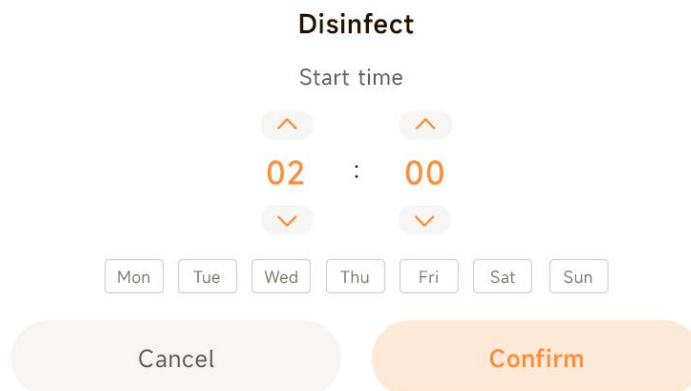 Disinfect
Start time
02 : 00
Mon Tue Wed Thu Fri Sat Sun
Cancel Confirm